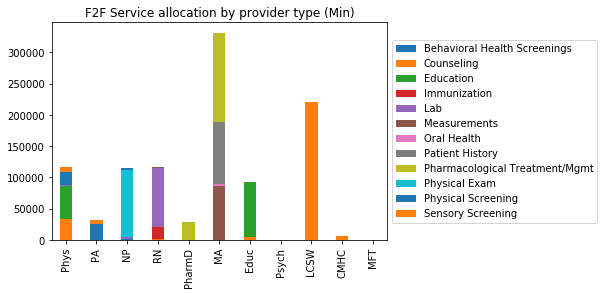 F2F Service allocation by provider type (Min)
300000
250000
200000
150000
100000
50000
0
Phys
PA
NP
RN
PharmD
MA
Educ
Psych
LCSW
CMHC
MFT
Behavioral Health Screenings
Counseling
Education
Immunization
Lab
Measurements
Oral Health
Patient History
Pharmacological Treatment/Mgmt
Physical Exam
Physical Screening
Sensory Screening